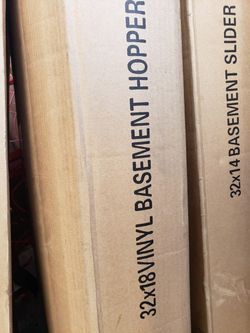 32x18 VINYL BASEMENT HOPPER
32x14 BASEMENT SLIDER